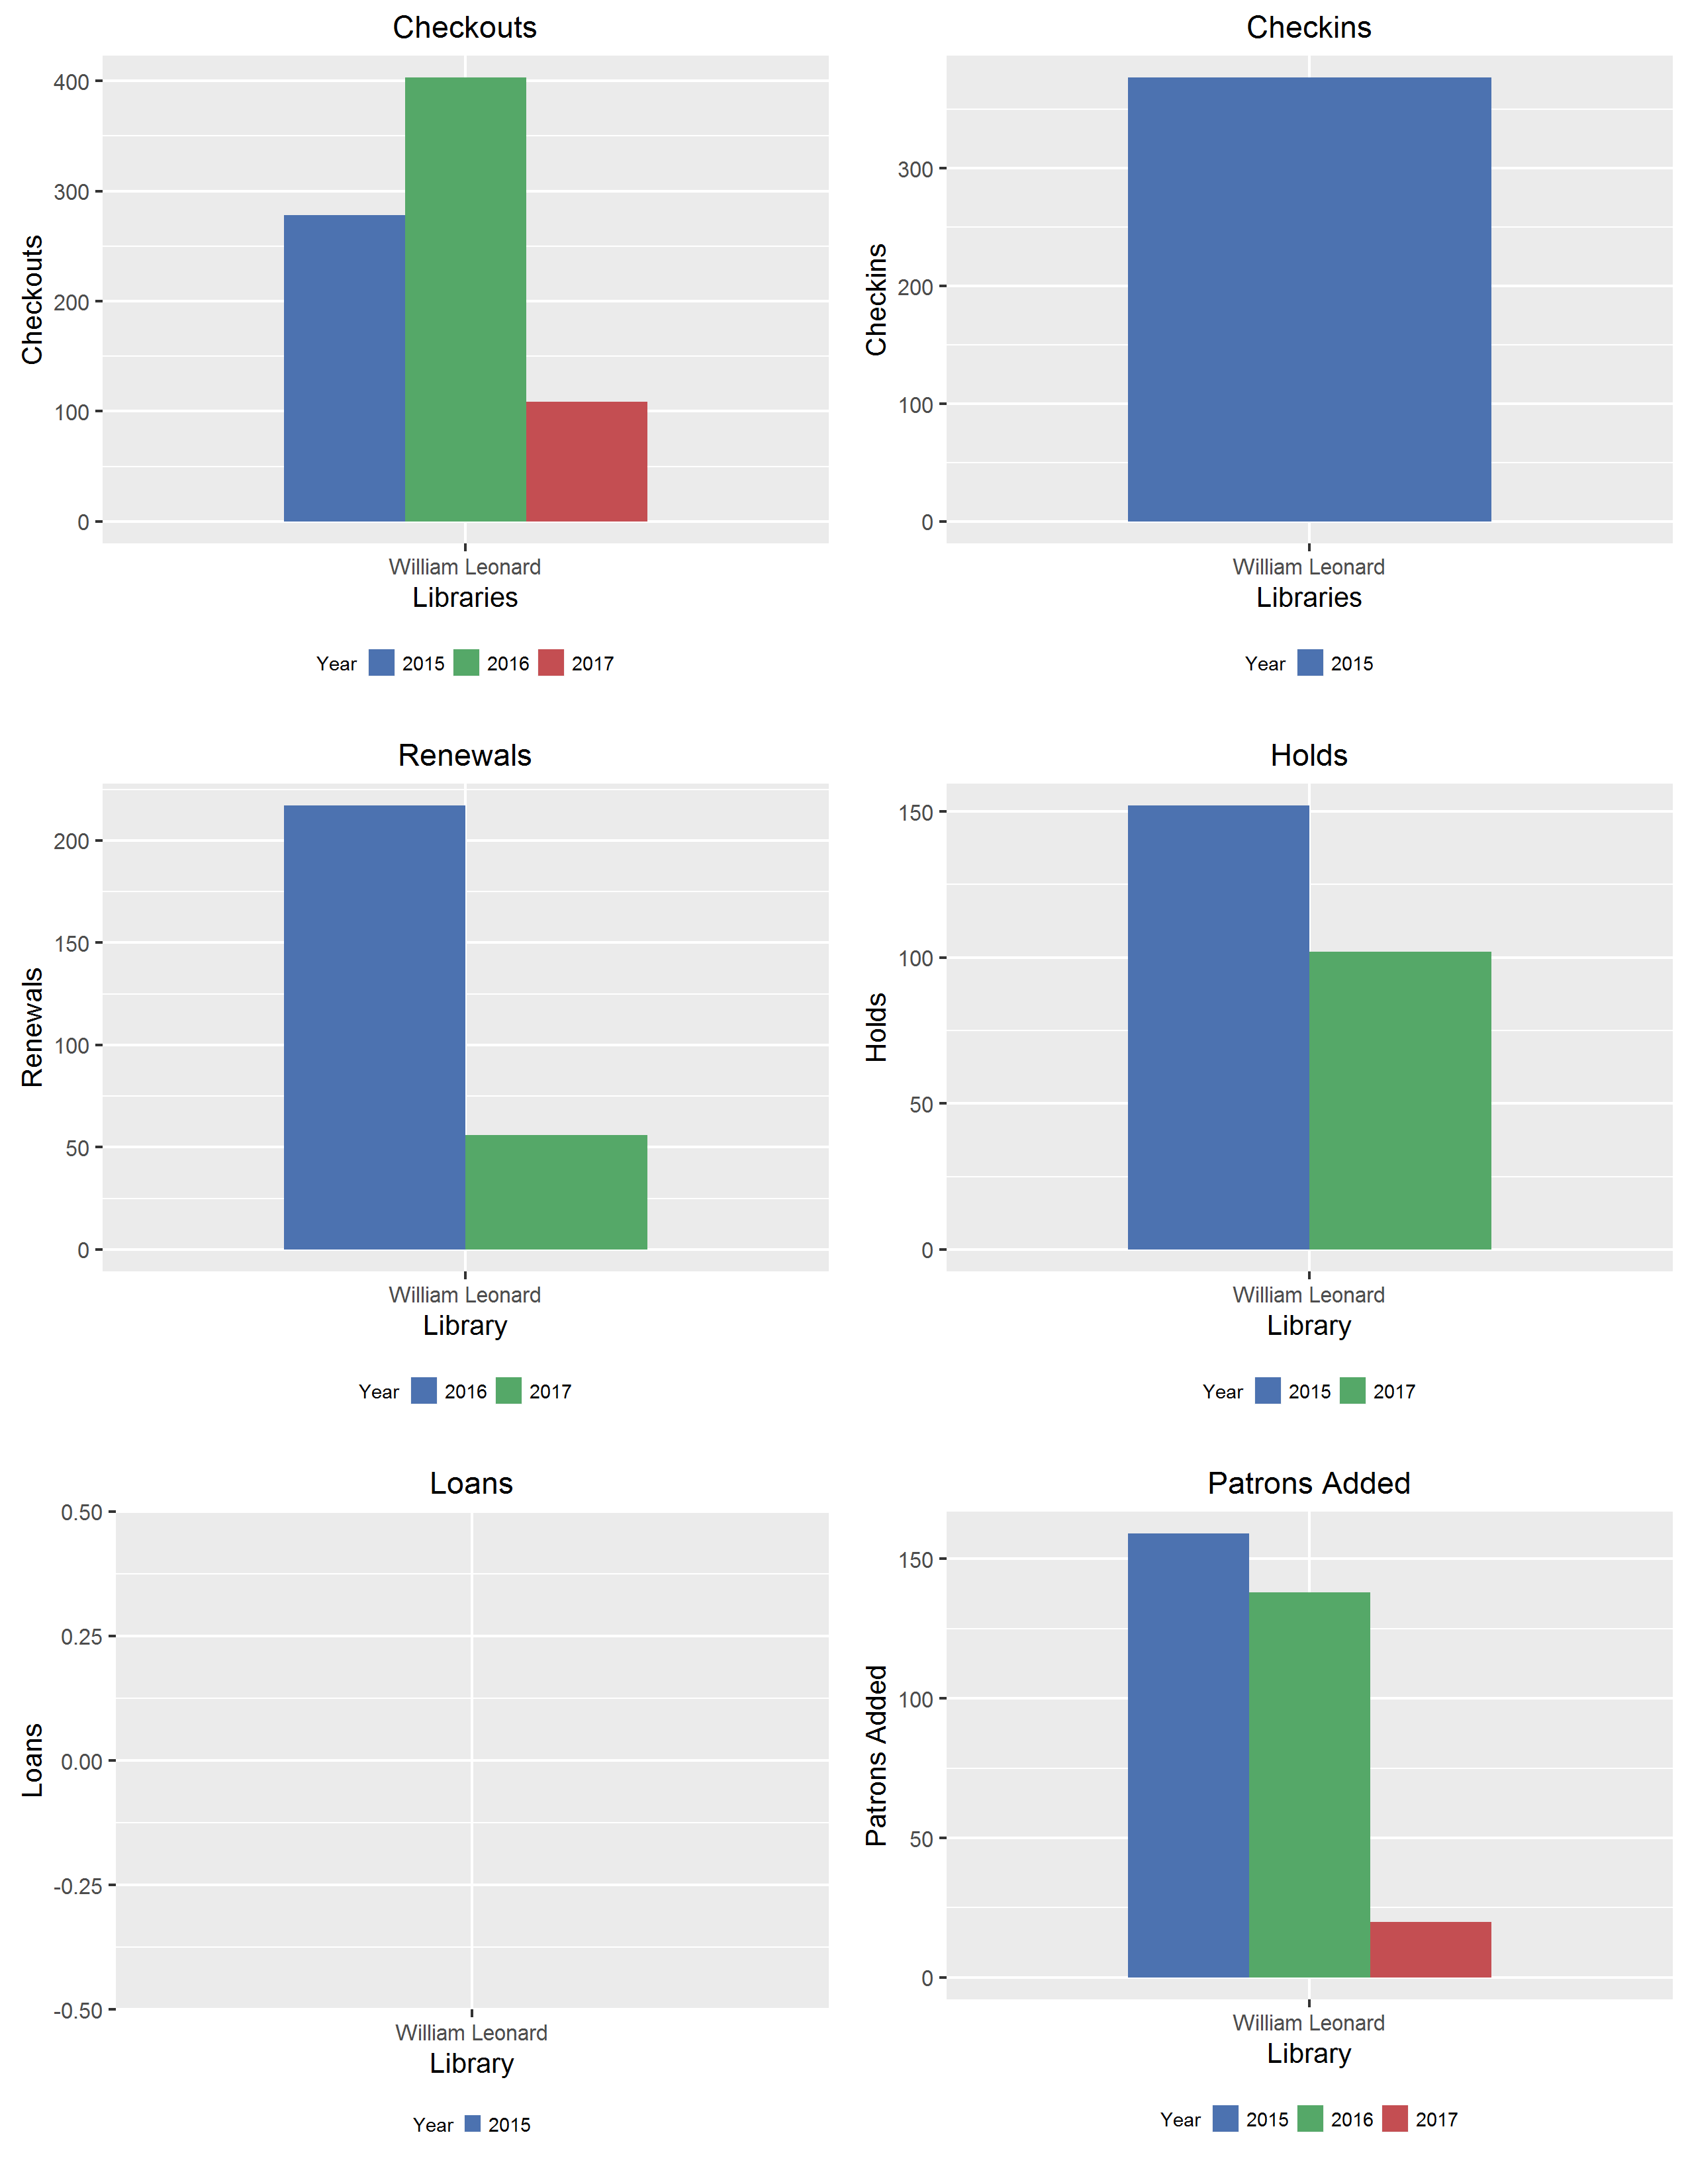 Checkouts
Checkouts
400
300
200
100
0
William Leonard
Libraries
Year 2015 2016 2017
Checkins
Checkins
300
200
100
0
William Leonard
Libraries
Year 2015
Renewals
Renewals
200
150
100
50
0
William Leonard
Library
Year 2016 2017
Holds
Holds
150
100
50
0
William Leonard
Library
Year 2015 2017
Loans
Loans
0.50
0.25
0.00
-0.25
-0.50
William Leonard
Library
Year 2015
Patrons Added
Patrons Added
150
100
50
0
William Leonard
Library
Year 2015 2016 2017